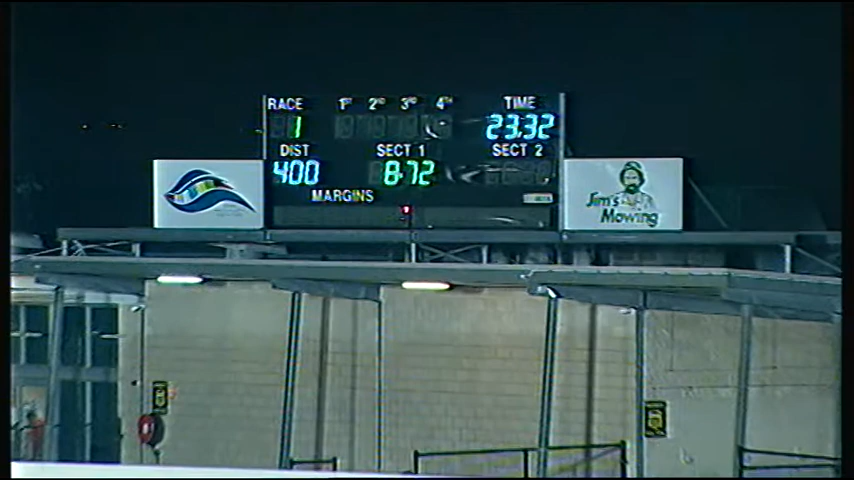 RACE 1ST 2ND 3RD 4TH TIME
1 23.32
DIST SECT 1 SECT 2
400 8.72
MARGINS
Jim's
Mowing